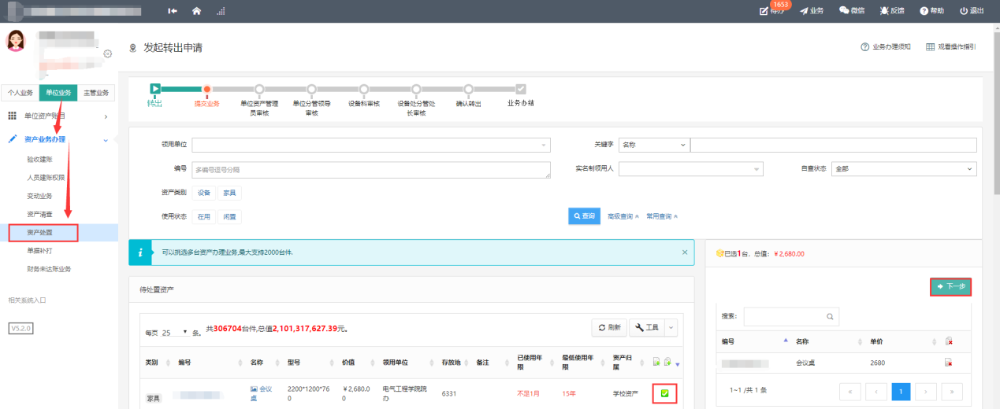 1653
待办 业务 微信 反馈 帮助 退出
个人业务 单位业务 主管业务
单位资产账目
资产业务办理
验收建账
人员建账权限
变动业务
资产清查
资产处置
单据补打
财务未达账业务
相关系统入口
V5.2.0
发起转出申请
业务办理须知 观看操作指引
转出 提交业务 单位资产管理员审核 单位分管领导审核 设备科审核 设备处分管处长审核 确认转出 业务办结
领用单位 关键字 名称
编号 多编号逗号分隔 实名制领用人 自查状态 全部
资产类别 设备 家具
使用状态 在用 闲置 查询 高级查询 常用查询
可以挑选多台资产办理业务,最大支持2000台件.
已选1台, 总值: ￥2,680.00
待处置资产
下一步
每页 25 条。 共306704台件,总值2,101,317,627.39元。 刷新 工具
搜索:
编号 名称 单价
会议桌 2680
1~1 /共 1 条 « ‹ 1 › »
类别 编号 名称 型号 价值 领用单位 存放地 备注 已使用年限 最低使用年限 资产归属
家具 会议桌 2200*1200*760 ￥2,680.00 电气工程学院院办 6331 不足1月 15年 学校资产